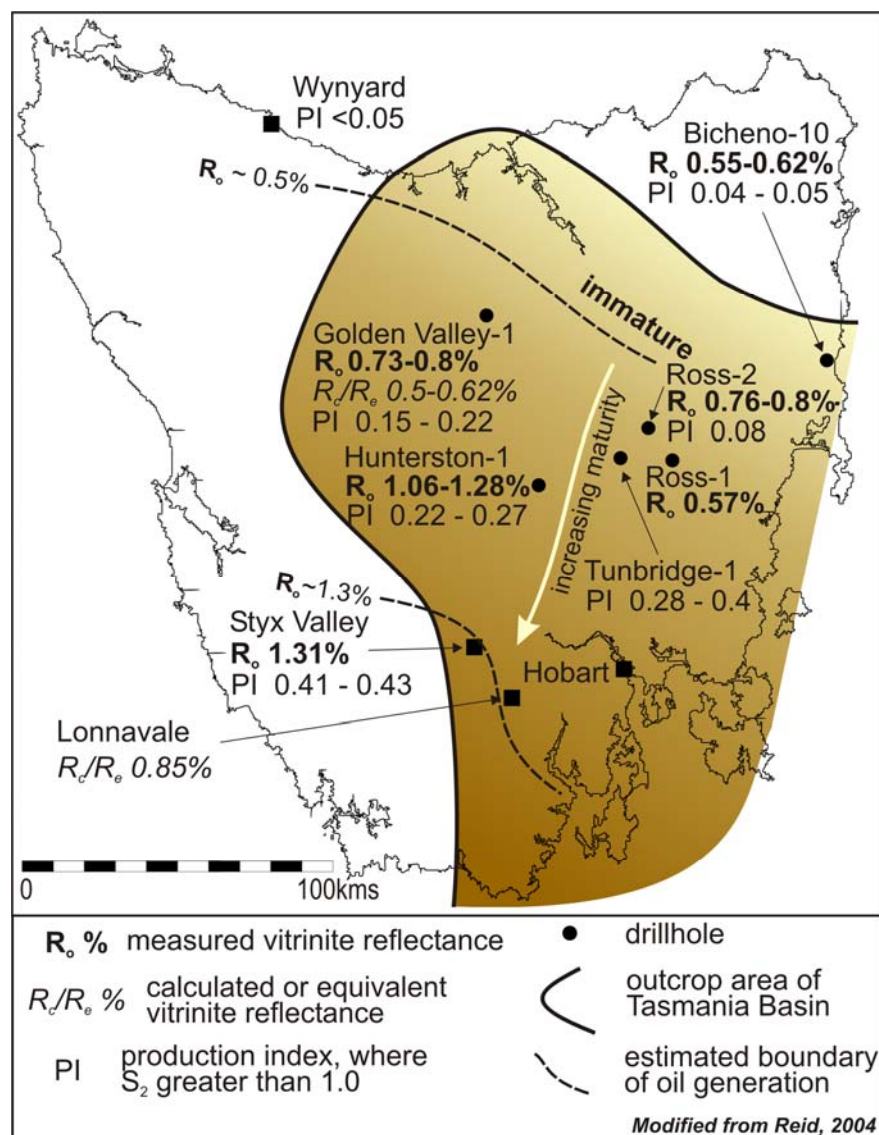 Wynyard
PI <0.05
Bicheno-10
Rₒ 0.55-0.62%
PI 0.04 - 0.05
Rₒ ~ 0.5%
immature
Golden Valley-1
Rₒ 0.73-0.8%
R꜀/Rₑ 0.5-0.62%
PI 0.15 - 0.22
Ross-2
Rₒ 0.76-0.8%
PI 0.08
increasing maturity
Hunterston-1
Rₒ 1.06-1.28%
PI 0.22 - 0.27
Ross-1
Rₒ 0.57%
Tunbridge-1
PI 0.28 - 0.4
Rₒ~1.3%
Styx Valley
Rₒ 1.31%
PI 0.41 - 0.43
Hobart
Lonnavale
R꜀/Rₑ 0.85%
0 100kms
Rₒ % measured vitrinite reflectance
R꜀/Rₑ % calculated or equivalent
vitrinite reflectance
PI production index, where
S₂ greater than 1.0
drillhole
outcrop area of
Tasmania Basin
estimated boundary
of oil generation
Modified from Reid, 2004